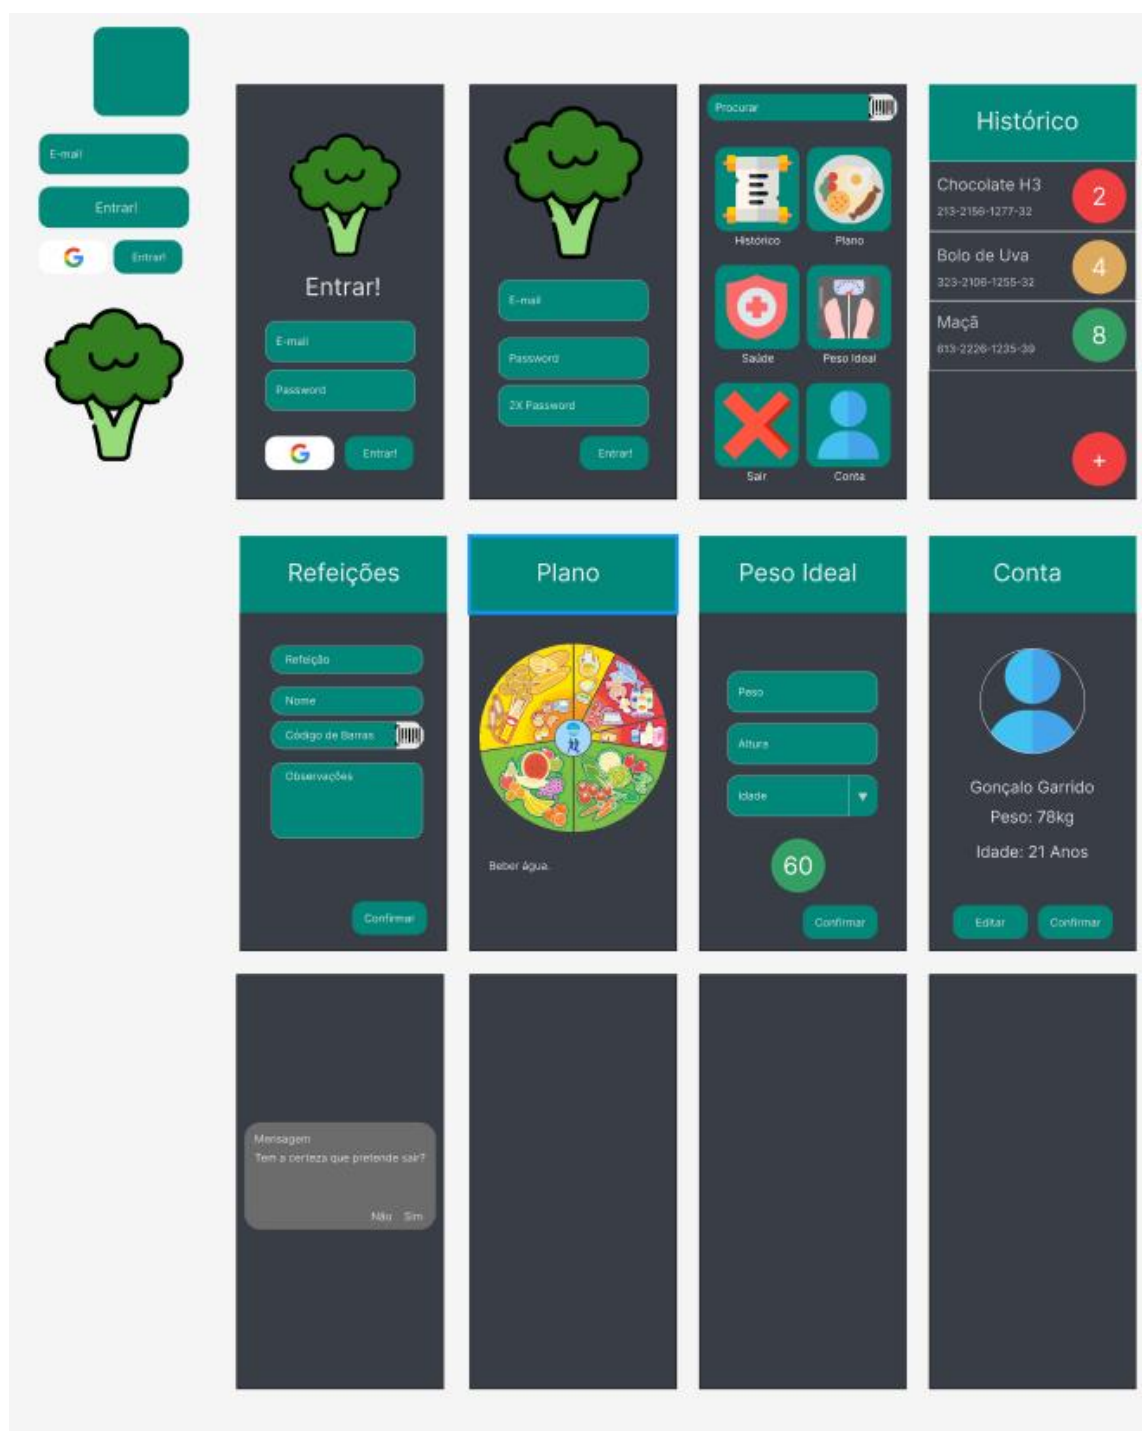 E-mail
Entrar!
Entrar!
Entrar!
E-mail
Password
Entrar!
E-mail
Password
2X Password
Entrar!
Procurar
Histórico
Plano
Saúde
Peso Ideal
Sair
Conta
Histórico
Chocolate H3
213-2156-1277-32
2
Bolo de Uva
323-2106-1255-32
4
Maçã
613-2226-1235-39
8
+
Refeições
Refeição
Nome
Código de Barras
Observações
Confirmar
Plano
Beber água.
Peso Ideal
Peso
Altura
Idade
60
Confirmar
Conta
Gonçalo Garrido
Peso: 78kg
Idade: 21 Anos
Editar
Confirmar
Mensagem
Tem a certeza que pretende sair?
Não Sim